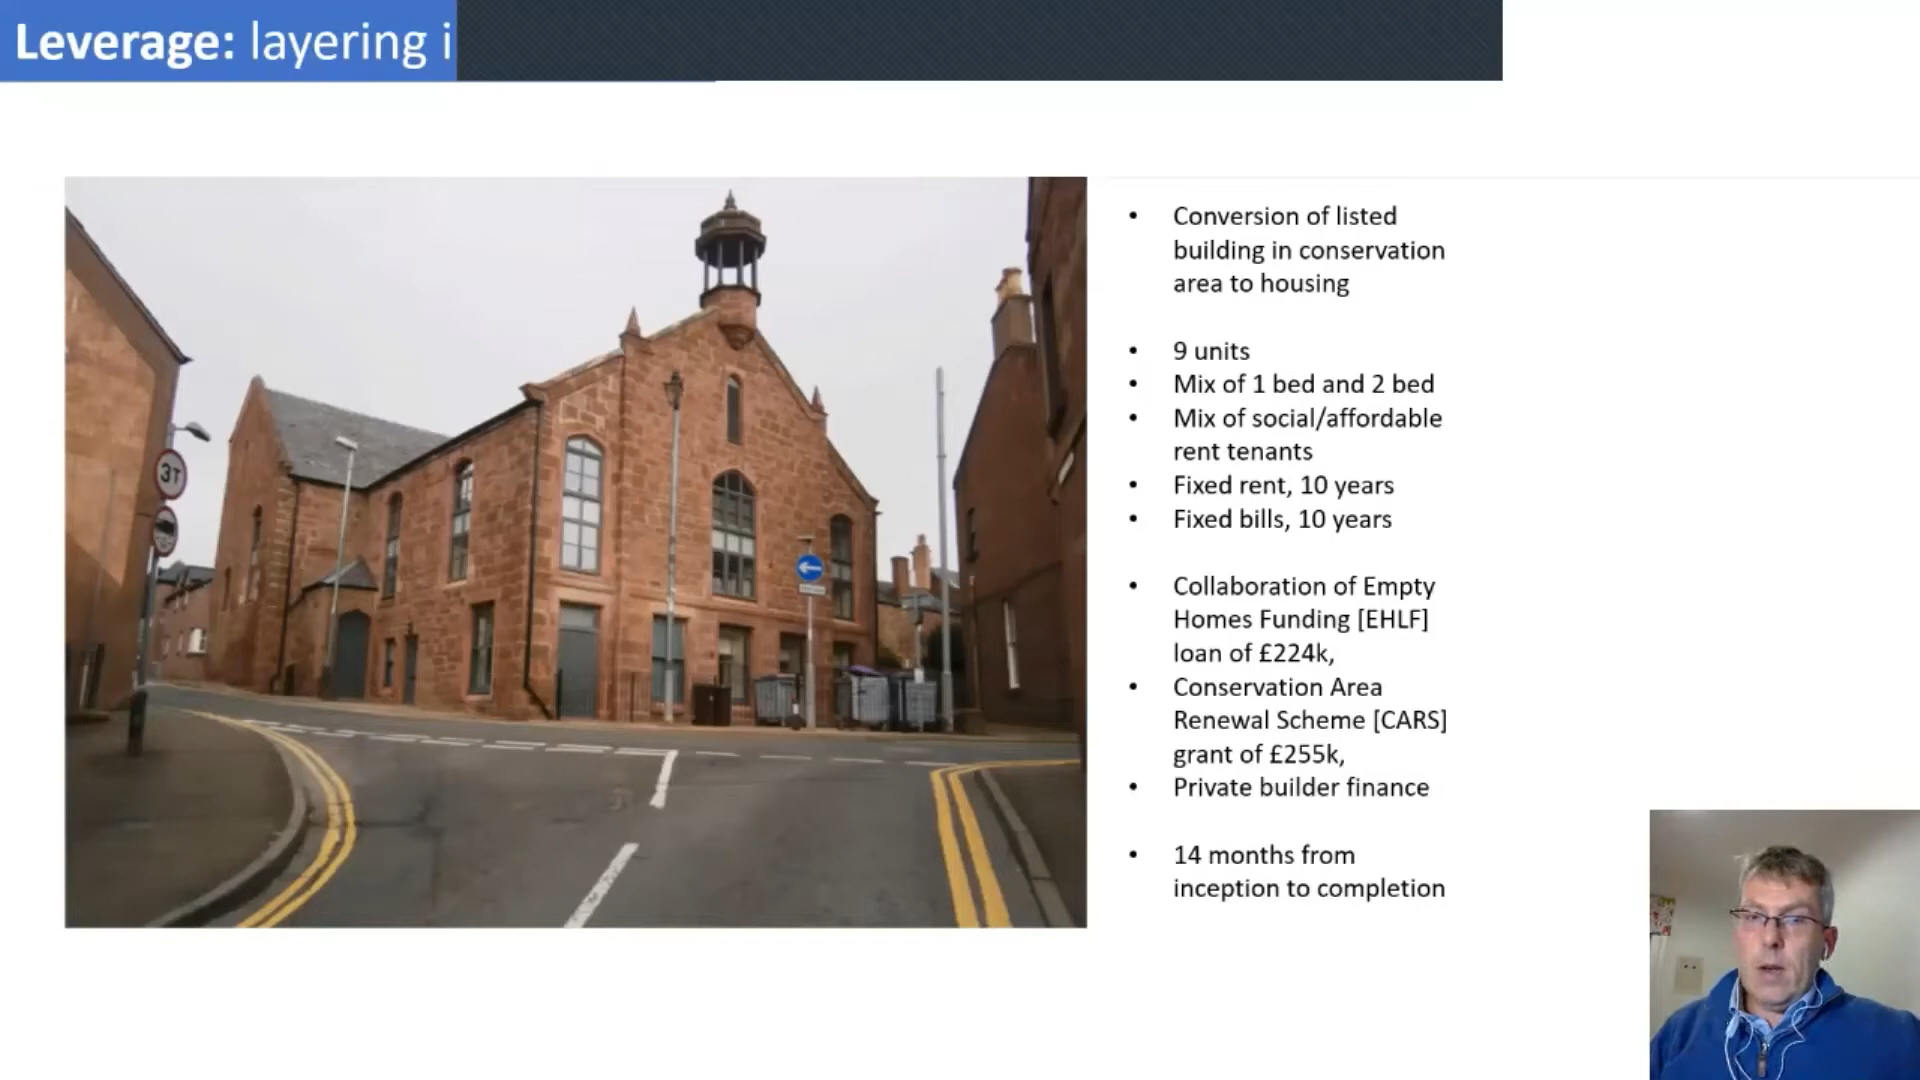 Leverage: layering i
3T
• Conversion of listed
building in conservation
area to housing
• 9 units
• Mix of 1 bed and 2 bed
• Mix of social/affordable
rent tenants
• Fixed rent, 10 years
• Fixed bills, 10 years
• Collaboration of Empty
Homes Funding [EHLF]
loan of £224k,
• Conservation Area
Renewal Scheme [CARS]
grant of £255k,
• Private builder finance
• 14 months from
inception to completion